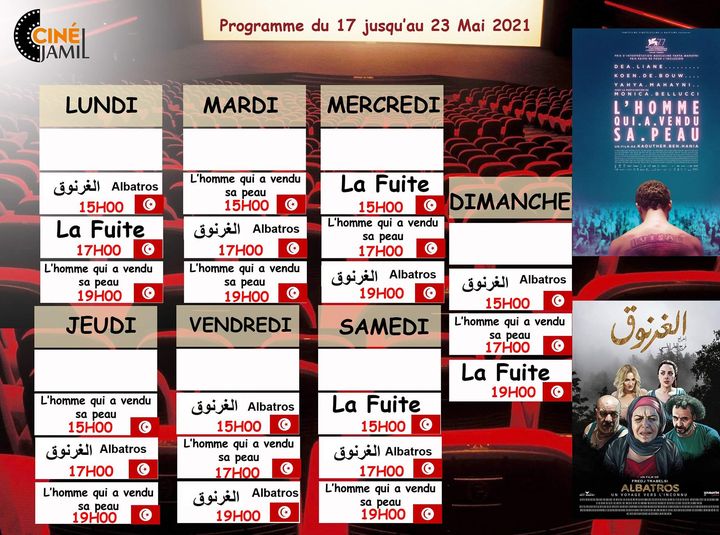 CINÉ
JAMIL
Programme du 17 jusqu'au 23 Mai 2021
LUNDI
الغرنوق Albatros
15H00
La Fuite
17H00
L'homme qui a vendu
sa peau
19H00
MARDI
L'homme qui a vendu
sa peau
15H00
الغرنوق Albatros
17H00
L'homme qui a vendu
sa peau
19H00
MERCREDI
La Fuite
15H00
L'homme qui a vendu
sa peau
17H00
الغرنوق Albatros
19H00
JEUDI
L'homme qui a vendu
sa peau
15H00
الغرنوق Albatros
17H00
L'homme qui a vendu
sa peau
19H00
VENDREDI
الغرنوق Albatros
15H00
L'homme qui a vendu
sa peau
17H00
الغرنوق Albatros
19H00
SAMEDI
La Fuite
15H00
الغرنوق Albatros
17H00
L'homme qui a vendu
sa peau
19H00
DIMANCHE
الغرنوق Albatros
15H00
L'homme qui a vendu
sa peau
17H00
La Fuite
19H00
DEA.LIANE
KOEN.DE.BOUW
YAHYA.MAHAYNI
MONICA.BELLUCCI
L'HOMME
QUI.A.VENDU
SA.PEAU
UN.FILM.DE KAOUTHER.BEN.HANIA
الغرنوق
UN FILM DE
FREDJ TRABELSI
ALBATROS
UN VOYAGE VERS L'INCONNU